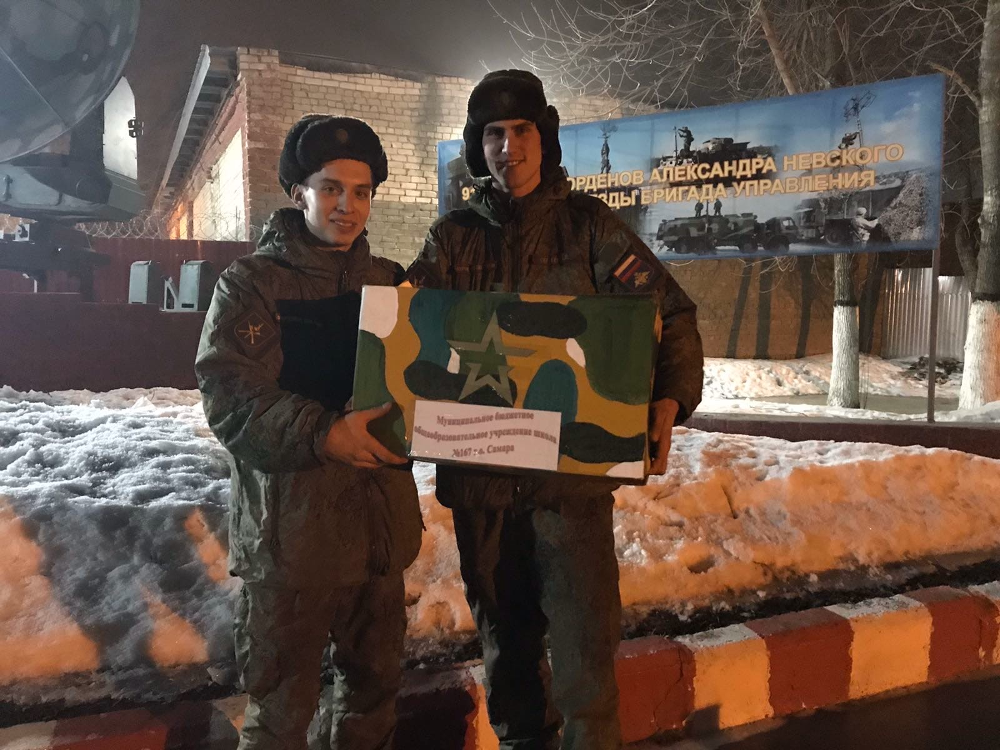 ОРДЕНОВ АЛЕКСАНДРА НЕВСКОГО
БРИГАДА УПРАВЛЕНИЯ
Муниципальное бюджетное
общеобразовательное учреждение школа
№167 г.о. Самара